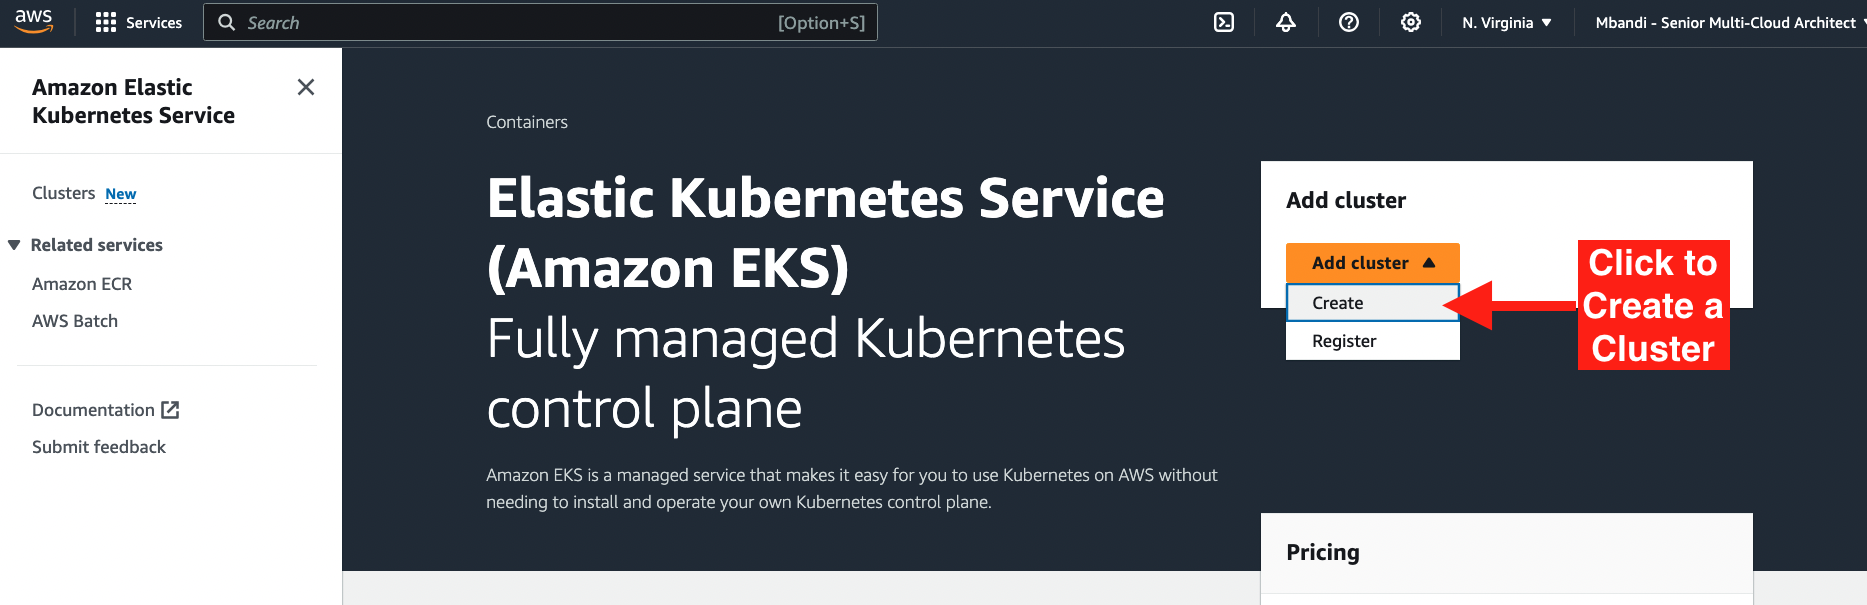 aws
Services
Search
[Option+S]
N. Virginia
Mbandi - Senior Multi-Cloud Architect
Amazon Elastic
Kubernetes Service
Clusters New
Related services
Amazon ECR
AWS Batch
Documentation
Submit feedback
Containers
Elastic Kubernetes Service
(Amazon EKS)
Fully managed Kubernetes
control plane
Amazon EKS is a managed service that makes it easy for you to use Kubernetes on AWS without
needing to install and operate your own Kubernetes control plane.
Add cluster
Add cluster
Create
Register
Click to
Create a
Cluster
Pricing